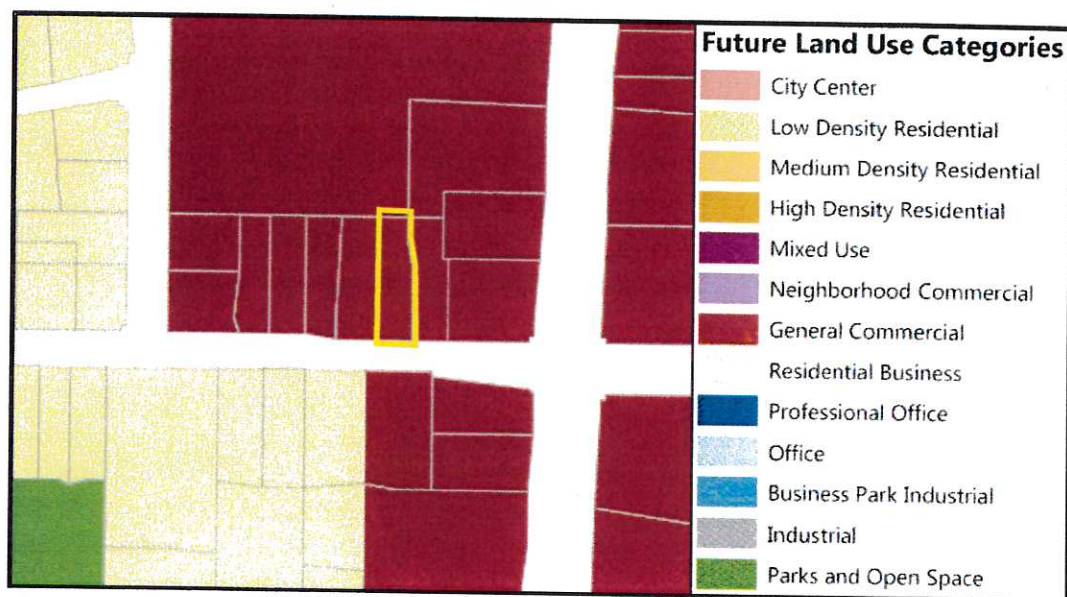 Future Land Use Categories
City Center
Low Density Residential
Medium Density Residential
High Density Residential
Mixed Use
Neighborhood Commercial
General Commercial
Residential Business
Professional Office
Office
Business Park Industrial
Industrial
Parks and Open Space